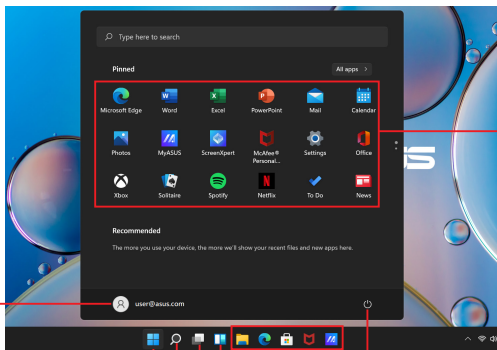 Type here to search
Pinned
All apps >
Microsoft Edge Word Excel PowerPoint Mail Calendar
Photos MyASUS ScreenXpert McAfee® Personal... Settings Office
Xbox Solitaire Spotify Netflix To Do News
Recommended
The more you use your device, the more we'll show your recent files and new apps here.
user@asus.com